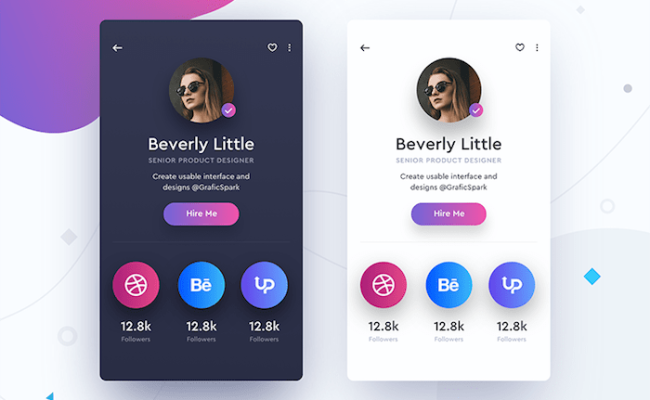 Beverly Little
SENIOR PRODUCT DESIGNER
Create usable interface and
designs @GraficSpark
Hire Me
Bē
Up
12.8k
12.8k
12.8k
Followers
Followers
Followers
Beverly Little
SENIOR PRODUCT DESIGNER
Create usable interface and
designs @GraficSpark
Hire Me
Bē
Up
12.8k
12.8k
12.8k
Followers
Followers
Followers